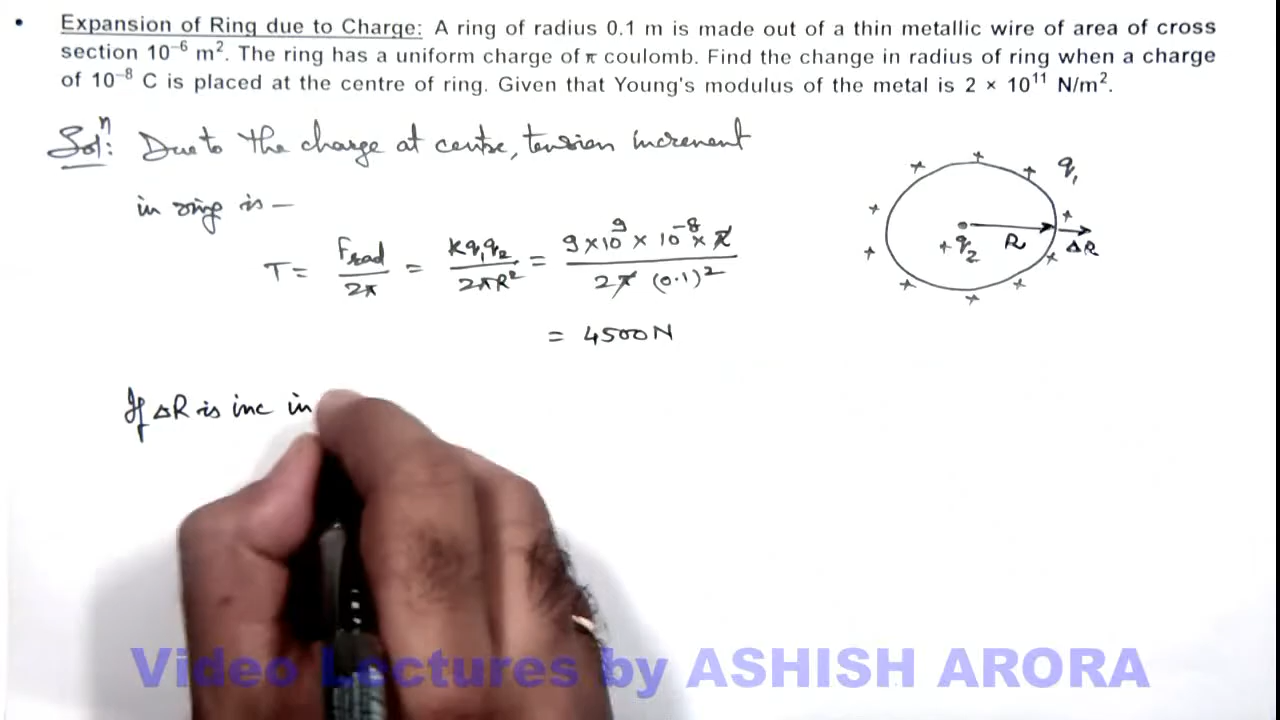 • Expansion of Ring due to Charge: A ring of radius 0.1 m is made out of a thin metallic wire of area of cross
section 10⁻⁶ m². The ring has a uniform charge of π coulomb. Find the change in radius of ring when a charge
of 10⁻⁸ C is placed at the centre of ring. Given that Young's modulus of the metal is 2 × 10¹¹ N/m².
Solⁿ: Due to the charge at centre, tension increment
in ring is —
T = F_rad / 2π = kq₁q₂ / 2πR² = 9×10⁹ × 10⁻⁸ × π / 2π (0.1)²
= 4500N
If ΔR is inc in
q₁
+q₂
R
ΔR
Video Lectures by ASHISH ARORA